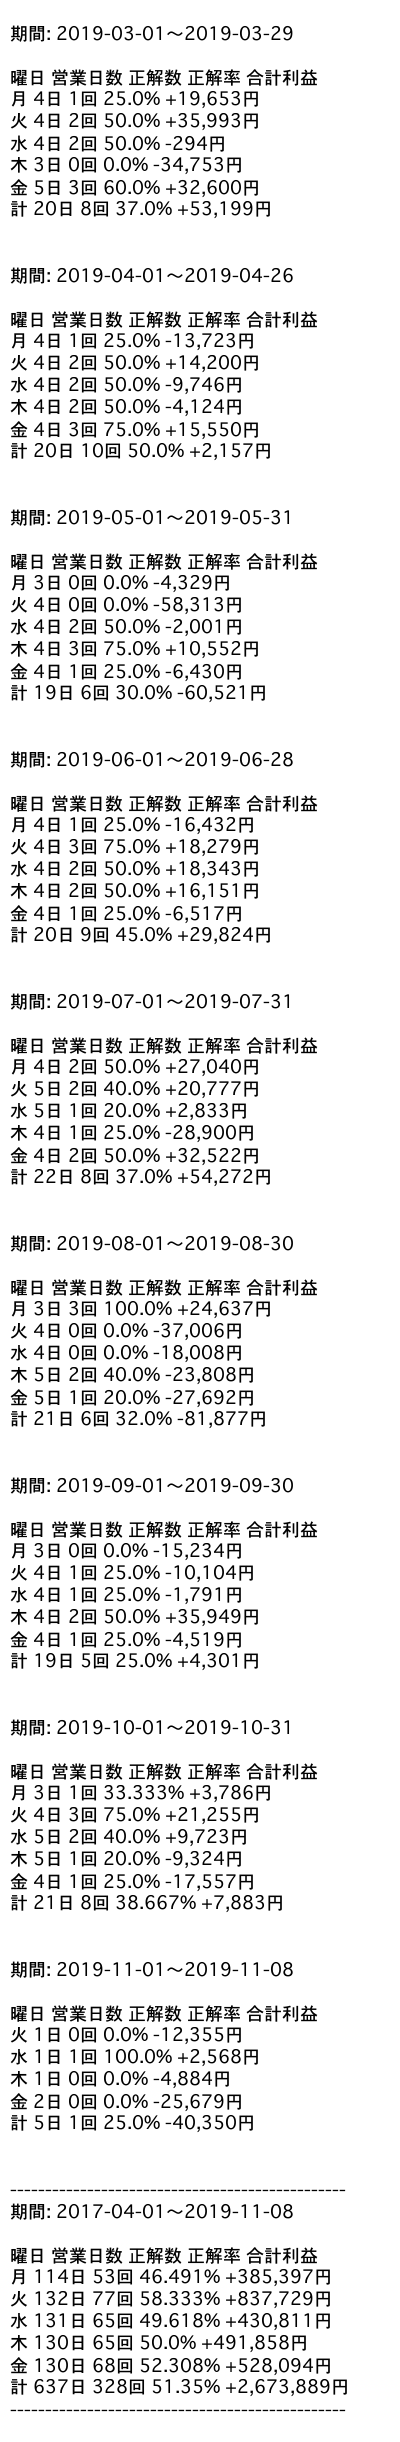 期間: 2019-03-01～2019-03-29
曜日 営業日数 正解数 正解率 合計利益
月 4日 1回 25.0% +19,653円
火 4日 2回 50.0% +35,993円
水 4日 2回 50.0% -294円
木 3日 0回 0.0% -34,753円
金 5日 3回 60.0% +32,600円
計 20日 8回 37.0% +53,199円
期間: 2019-04-01～2019-04-26
曜日 営業日数 正解数 正解率 合計利益
月 4日 1回 25.0% -13,723円
火 4日 2回 50.0% +14,200円
水 4日 2回 50.0% -9,746円
木 4日 2回 50.0% -4,124円
金 4日 3回 75.0% +15,550円
計 20日 10回 50.0% +2,157円
期間: 2019-05-01～2019-05-31
曜日 営業日数 正解数 正解率 合計利益
月 3日 0回 0.0% -4,329円
火 4日 0回 0.0% -58,313円
水 4日 2回 50.0% -2,001円
木 4日 3回 75.0% +10,552円
金 4日 1回 25.0% -6,430円
計 19日 6回 30.0% -60,521円
期間: 2019-06-01～2019-06-28
曜日 営業日数 正解数 正解率 合計利益
月 4日 1回 25.0% -16,432円
火 4日 3回 75.0% +18,279円
水 4日 2回 50.0% +18,343円
木 4日 2回 50.0% +16,151円
金 4日 1回 25.0% -6,517円
計 20日 9回 45.0% +29,824円
期間: 2019-07-01～2019-07-31
曜日 営業日数 正解数 正解率 合計利益
月 4日 2回 50.0% +27,040円
火 5日 2回 40.0% +20,777円
水 5日 1回 20.0% +2,833円
木 4日 1回 25.0% -28,900円
金 4日 2回 50.0% +32,522円
計 22日 8回 37.0% +54,272円
期間: 2019-08-01～2019-08-30
曜日 営業日数 正解数 正解率 合計利益
月 3日 3回 100.0% +24,637円
火 4日 0回 0.0% -37,006円
水 4日 0回 0.0% -18,008円
木 5日 2回 40.0% -23,808円
金 5日 1回 20.0% -27,692円
計 21日 6回 32.0% -81,877円
期間: 2019-09-01～2019-09-30
曜日 営業日数 正解数 正解率 合計利益
月 3日 0回 0.0% -15,234円
火 4日 1回 25.0% -10,104円
水 4日 1回 25.0% -1,791円
木 4日 2回 50.0% +35,949円
金 4日 1回 25.0% -4,519円
計 19日 5回 25.0% +4,301円
期間: 2019-10-01～2019-10-31
曜日 営業日数 正解数 正解率 合計利益
月 3日 1回 33.333% +3,786円
火 4日 3回 75.0% +21,255円
水 5日 2回 40.0% +9,723円
木 5日 1回 20.0% -9,324円
金 4日 1回 25.0% -17,557円
計 21日 8回 38.667% +7,883円
期間: 2019-11-01～2019-11-08
曜日 営業日数 正解数 正解率 合計利益
火 1日 0回 0.0% -12,355円
水 1日 1回 100.0% +2,568円
木 1日 0回 0.0% -4,884円
金 2日 0回 0.0% -25,679円
計 5日 1回 25.0% -40,350円
------------------------------------------------
期間: 2017-04-01～2019-11-08
曜日 営業日数 正解数 正解率 合計利益
月 114日 53回 46.491% +385,397円
火 132日 77回 58.333% +837,729円
水 131日 65回 49.618% +430,811円
木 130日 65回 50.0% +491,858円
金 130日 68回 52.308% +528,094円
計 637日 328回 51.35% +2,673,889円
------------------------------------------------